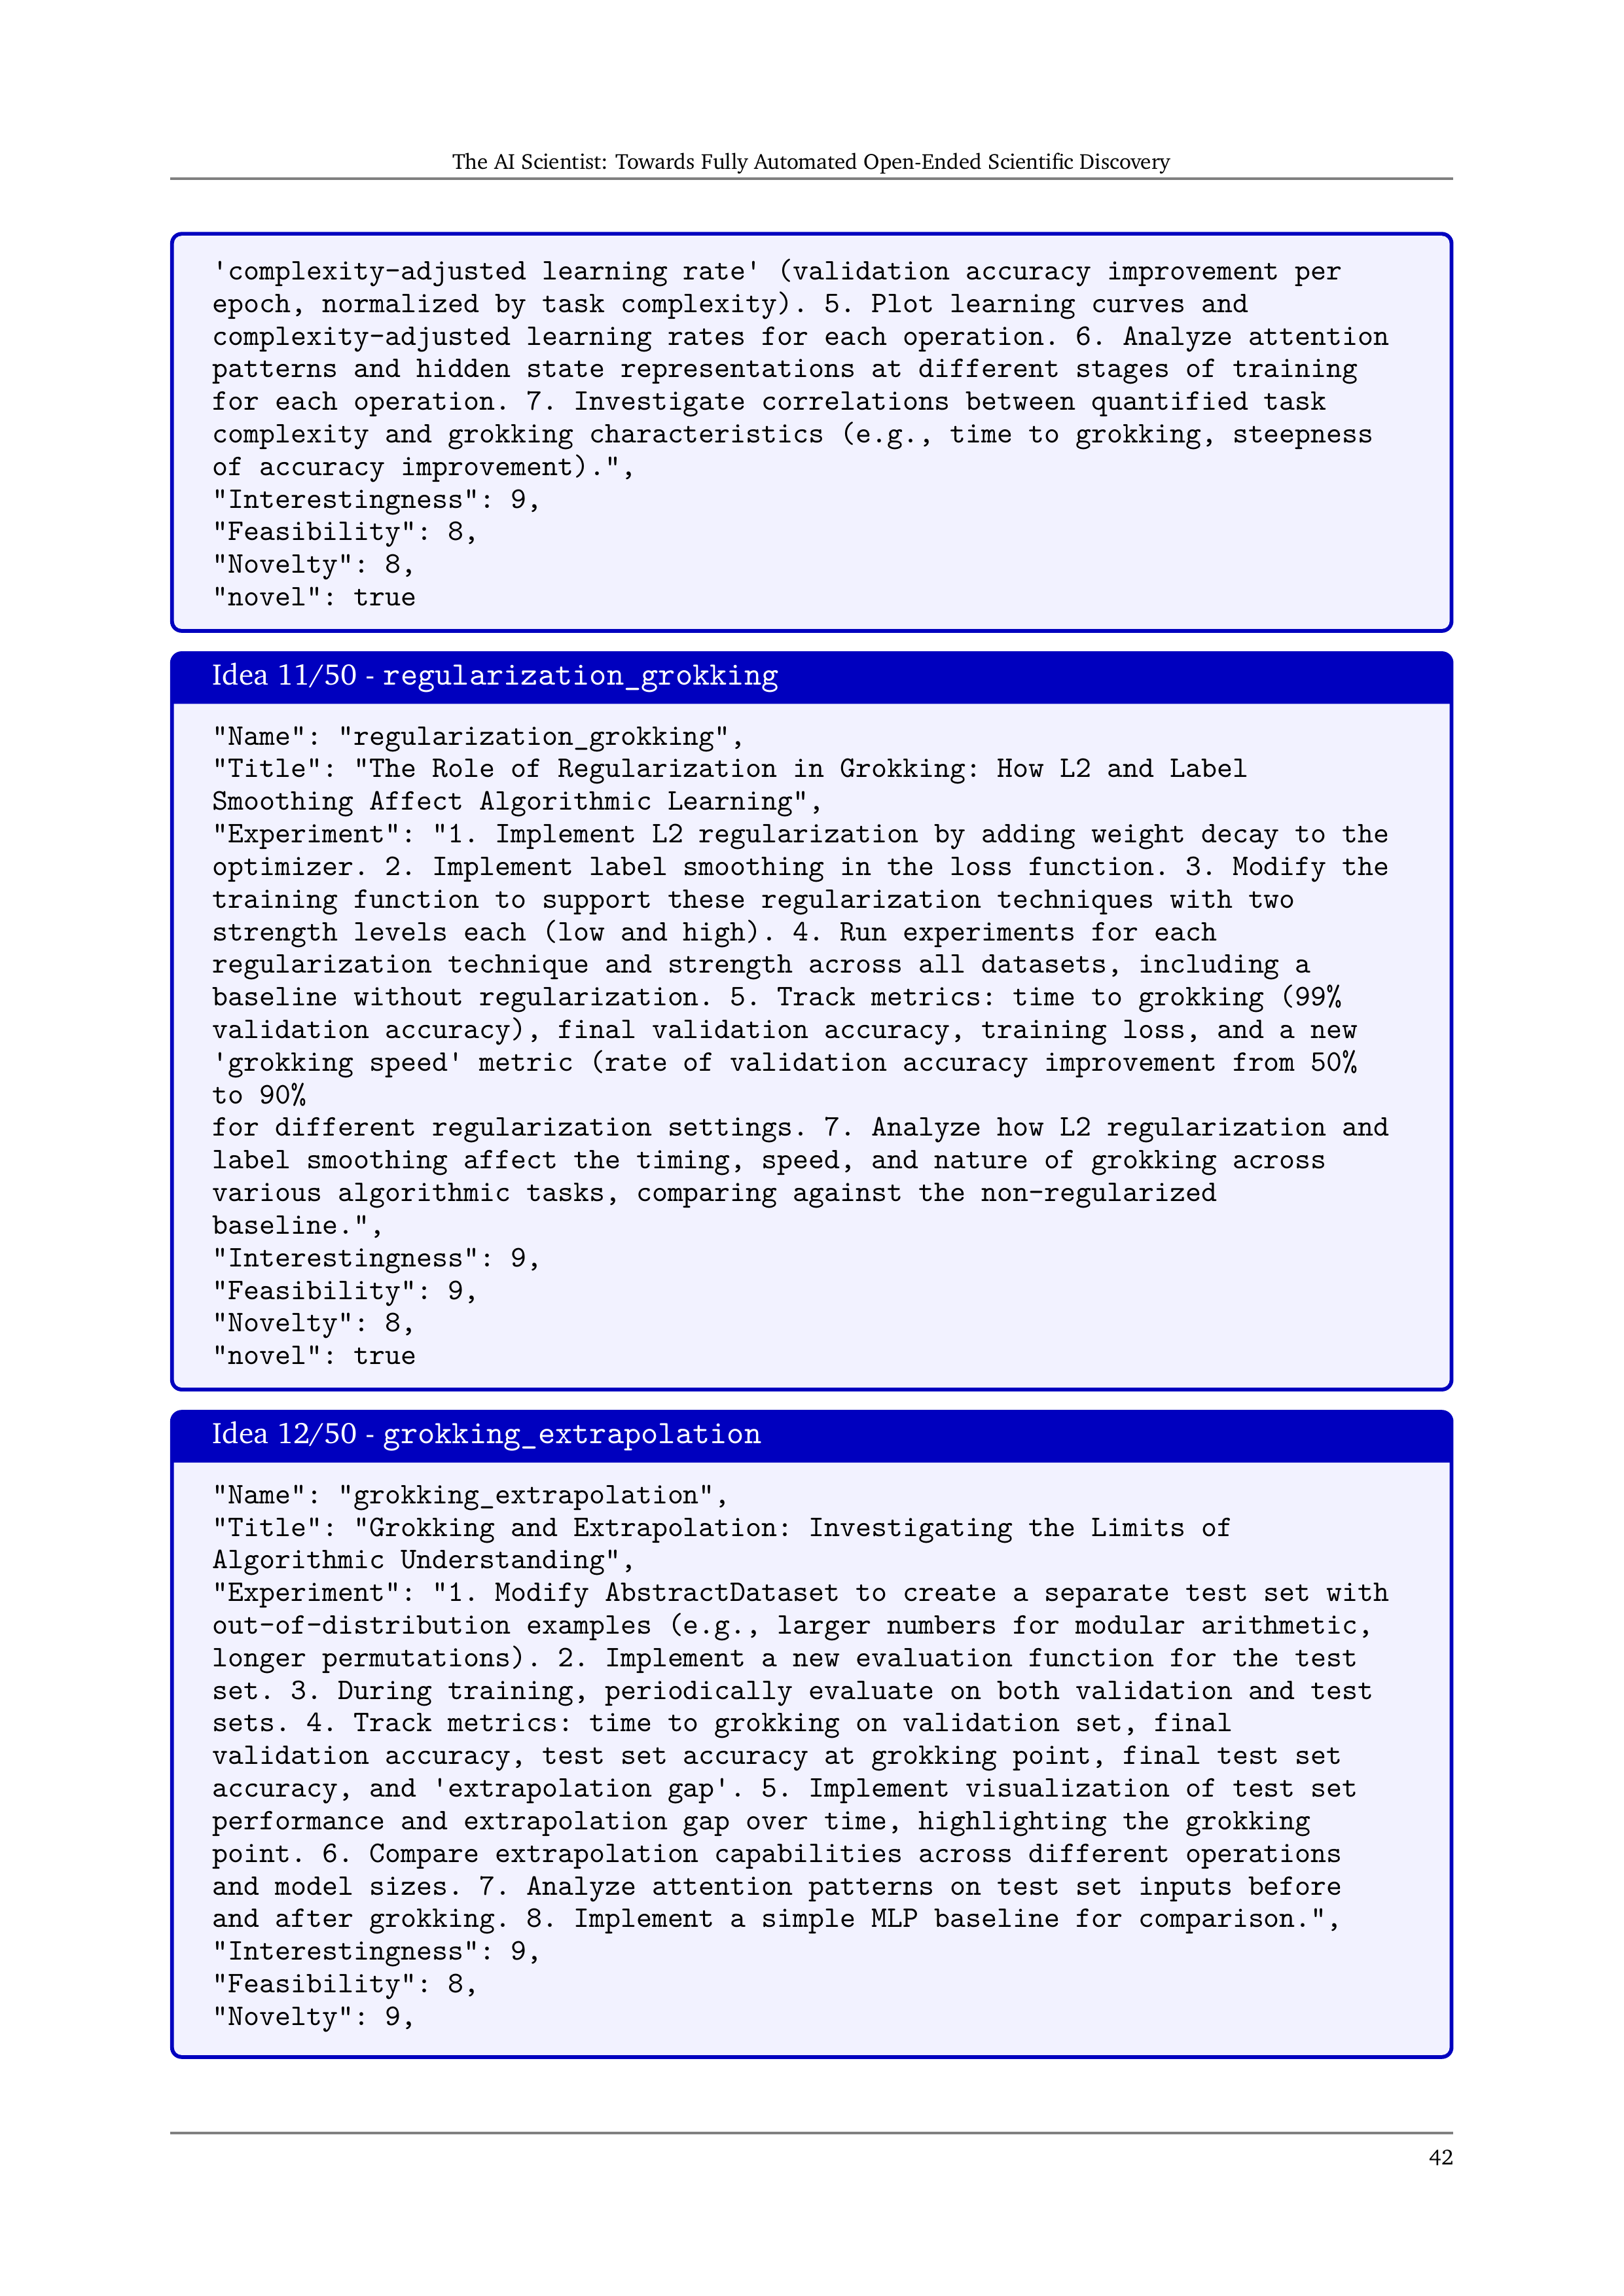 The AI Scientist: Towards Fully Automated Open-Ended Scientific Discovery
'complexity-adjusted learning rate' (validation accuracy improvement per
epoch, normalized by task complexity). 5. Plot learning curves and
complexity-adjusted learning rates for each operation. 6. Analyze attention
patterns and hidden state representations at different stages of training
for each operation. 7. Investigate correlations between quantified task
complexity and grokking characteristics (e.g., time to grokking, steepness
of accuracy improvement).",
"Interestingness": 9,
"Feasibility": 8,
"Novelty": 8,
"novel": true
Idea 11/50 - regularization_grokking
"Name": "regularization_grokking",
"Title": "The Role of Regularization in Grokking: How L2 and Label
Smoothing Affect Algorithmic Learning",
"Experiment": "1. Implement L2 regularization by adding weight decay to the
optimizer. 2. Implement label smoothing in the loss function. 3. Modify the
training function to support these regularization techniques with two
strength levels each (low and high). 4. Run experiments for each
regularization technique and strength across all datasets, including a
baseline without regularization. 5. Track metrics: time to grokking (99%
validation accuracy), final validation accuracy, training loss, and a new
'grokking speed' metric (rate of validation accuracy improvement from 50%
to 90%
for different regularization settings. 7. Analyze how L2 regularization and
label smoothing affect the timing, speed, and nature of grokking across
various algorithmic tasks, comparing against the non-regularized
baseline.",
"Interestingness": 9,
"Feasibility": 9,
"Novelty": 8,
"novel": true
Idea 12/50 - grokking_extrapolation
"Name": "grokking_extrapolation",
"Title": "Grokking and Extrapolation: Investigating the Limits of
Algorithmic Understanding",
"Experiment": "1. Modify AbstractDataset to create a separate test set with
out-of-distribution examples (e.g., larger numbers for modular arithmetic,
longer permutations). 2. Implement a new evaluation function for the test
set. 3. During training, periodically evaluate on both validation and test
sets. 4. Track metrics: time to grokking on validation set, final
validation accuracy, test set accuracy at grokking point, final test set
accuracy, and 'extrapolation gap'. 5. Implement visualization of test set
performance and extrapolation gap over time, highlighting the grokking
point. 6. Compare extrapolation capabilities across different operations
and model sizes. 7. Analyze attention patterns on test set inputs before
and after grokking. 8. Implement a simple MLP baseline for comparison.",
"Interestingness": 9,
"Feasibility": 8,
"Novelty": 9,
42